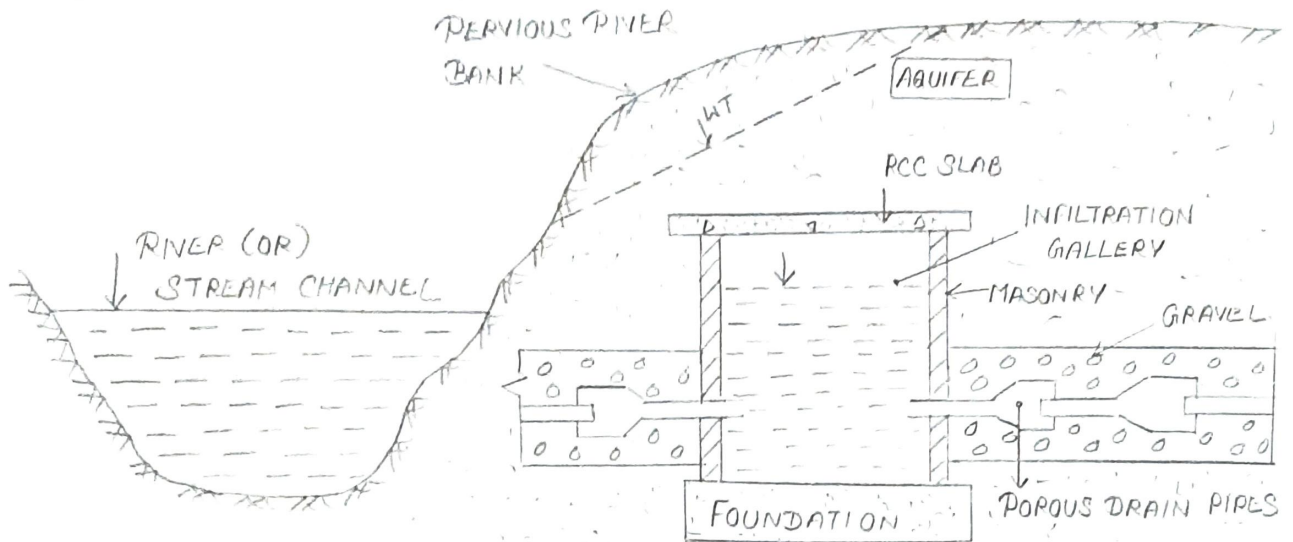 PERVIOUS RIVER
BANK
AQUIFER
WT
RCC SLAB
INFILTRATION
GALLERY
RIVER (OR)
STREAM CHANNEL
MASONRY
GRAVEL
FOUNDATION
POROUS DRAIN PIPES